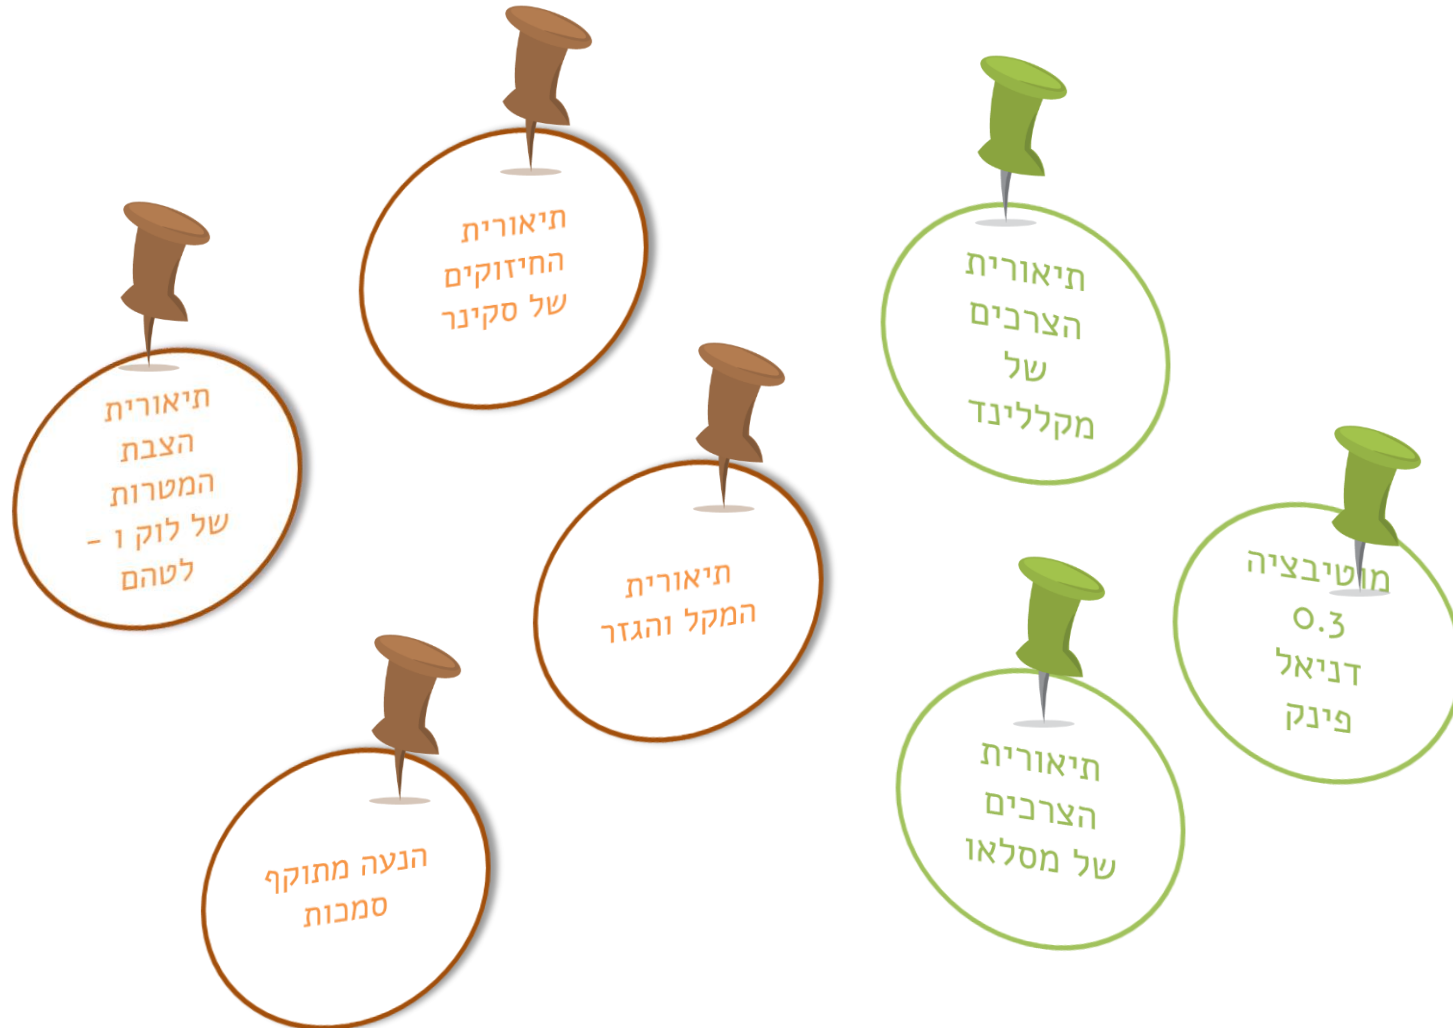 תיאורית
הצרכים
של
מקללינד
מוטיבציה
0.3
דניאל
פינק
תיאורית
הצרכים
של מסלאו
תיאורית
החיזוקים
של סקינר
תיאורית
המקל והגזר
תיאורית
הצבת
המטרות
של לוק ו –
לטהם
הנעה מתוקף
סמכות